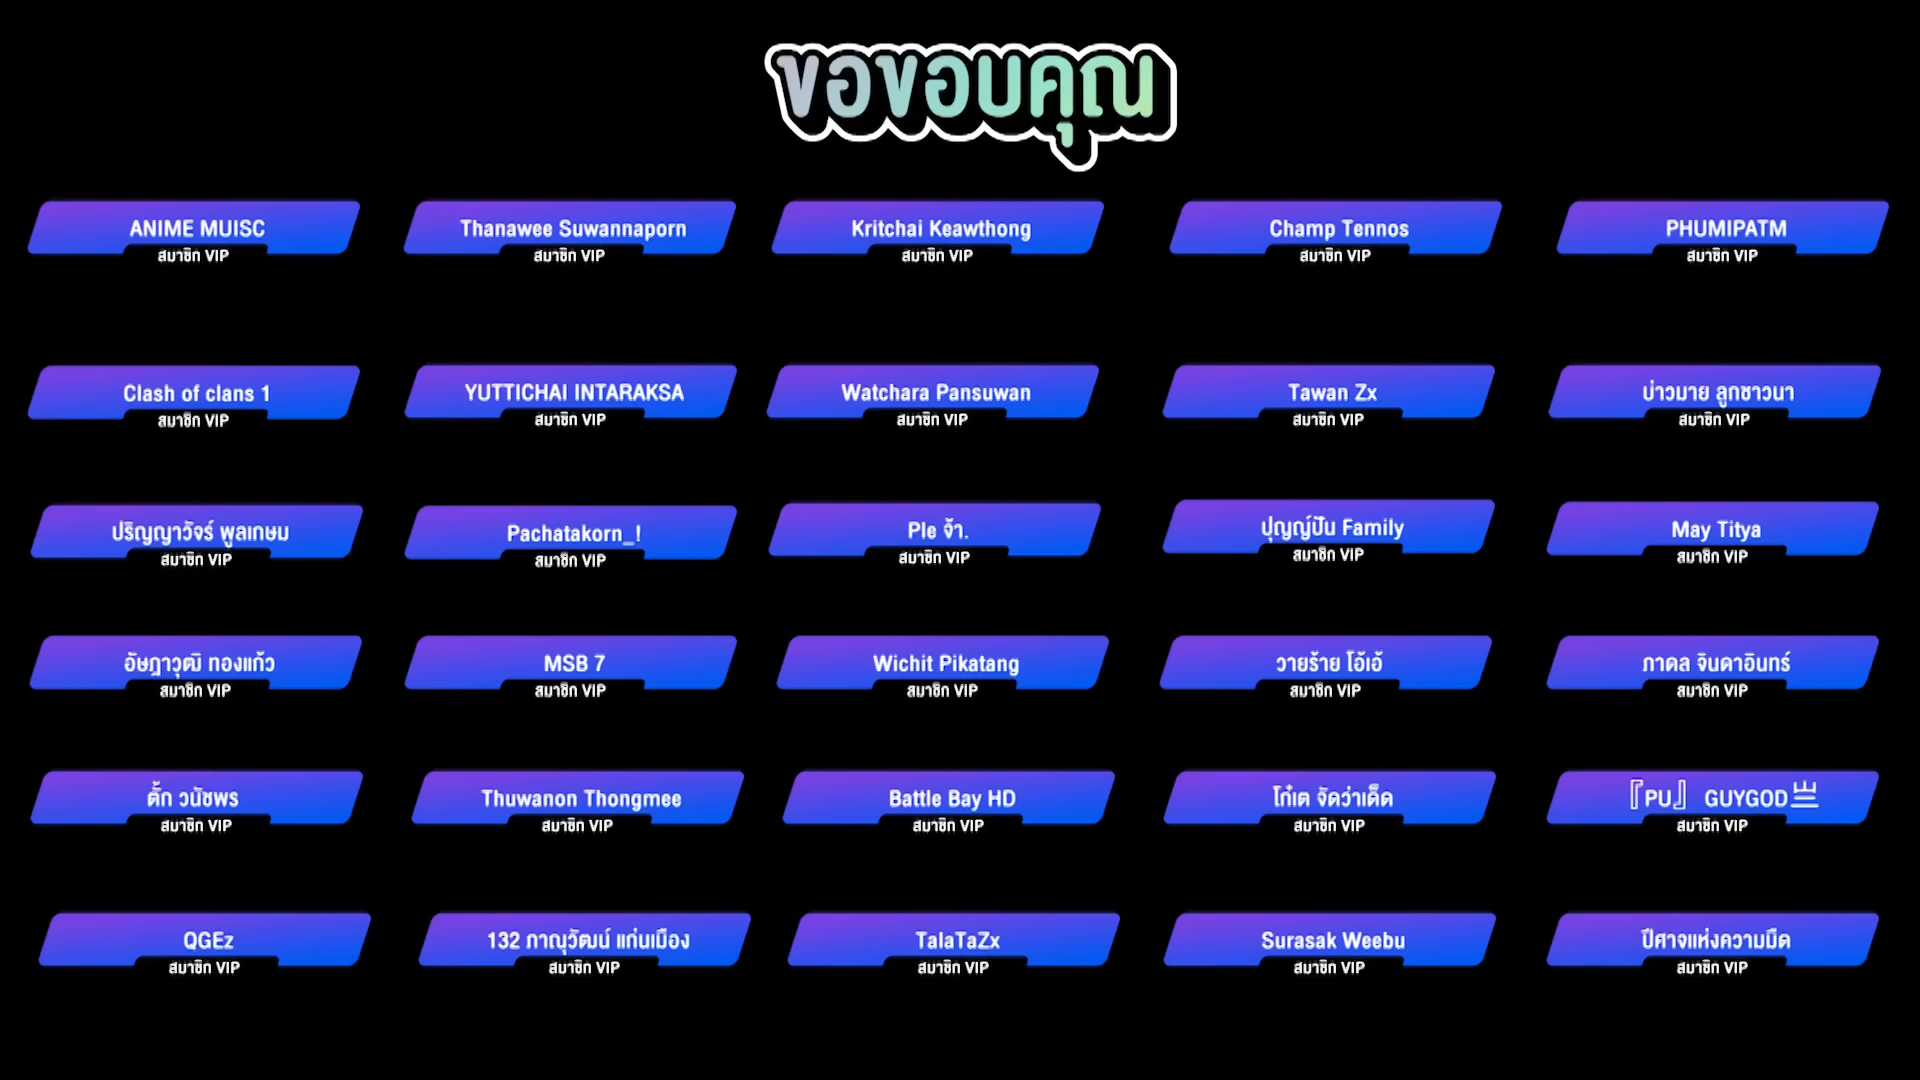 ขอขอบคุณ
ANIME MUISC
สมาชิก VIP
Thanawee Suwannaporn
สมาชิก VIP
Kritchai Keawthong
สมาชิก VIP
Champ Tennos
สมาชิก VIP
PHUMIPATM
สมาชิก VIP
Clash of clans 1
สมาชิก VIP
YUTTICHAI INTARAKSA
สมาชิก VIP
Watchara Pansuwan
สมาชิก VIP
Tawan Zx
สมาชิก VIP
บ่าวมาย ลูกชาวนา
สมาชิก VIP
ปริญญาวัจร์ พูลเกษม
สมาชิก VIP
Pachatakorn_!
สมาชิก VIP
Ple จ้า.
สมาชิก VIP
ปุญญ์ปัน Family
สมาชิก VIP
May Titya
สมาชิก VIP
อัษฎาวุฒิ ทองแก้ว
สมาชิก VIP
MSB 7
สมาชิก VIP
Wichit Pikatang
สมาชิก VIP
วายร้าย โอ้เอ้
สมาชิก VIP
ภาดล จินดาอินทร์
สมาชิก VIP
ตั้ก วนัชพร
สมาชิก VIP
Thuwanon Thongmee
สมาชิก VIP
Battle Bay HD
สมาชิก VIP
โก๋เต จัดว่าเด็ด
สมาชิก VIP
『PU』 GUYGOD亗
สมาชิก VIP
QGEz
สมาชิก VIP
132 ภาณุวัฒน์ แก่นเมือง
สมาชิก VIP
TalaTaZx
สมาชิก VIP
Surasak Weebu
สมาชิก VIP
ปีศาจแห่งความมืด
สมาชิก VIP